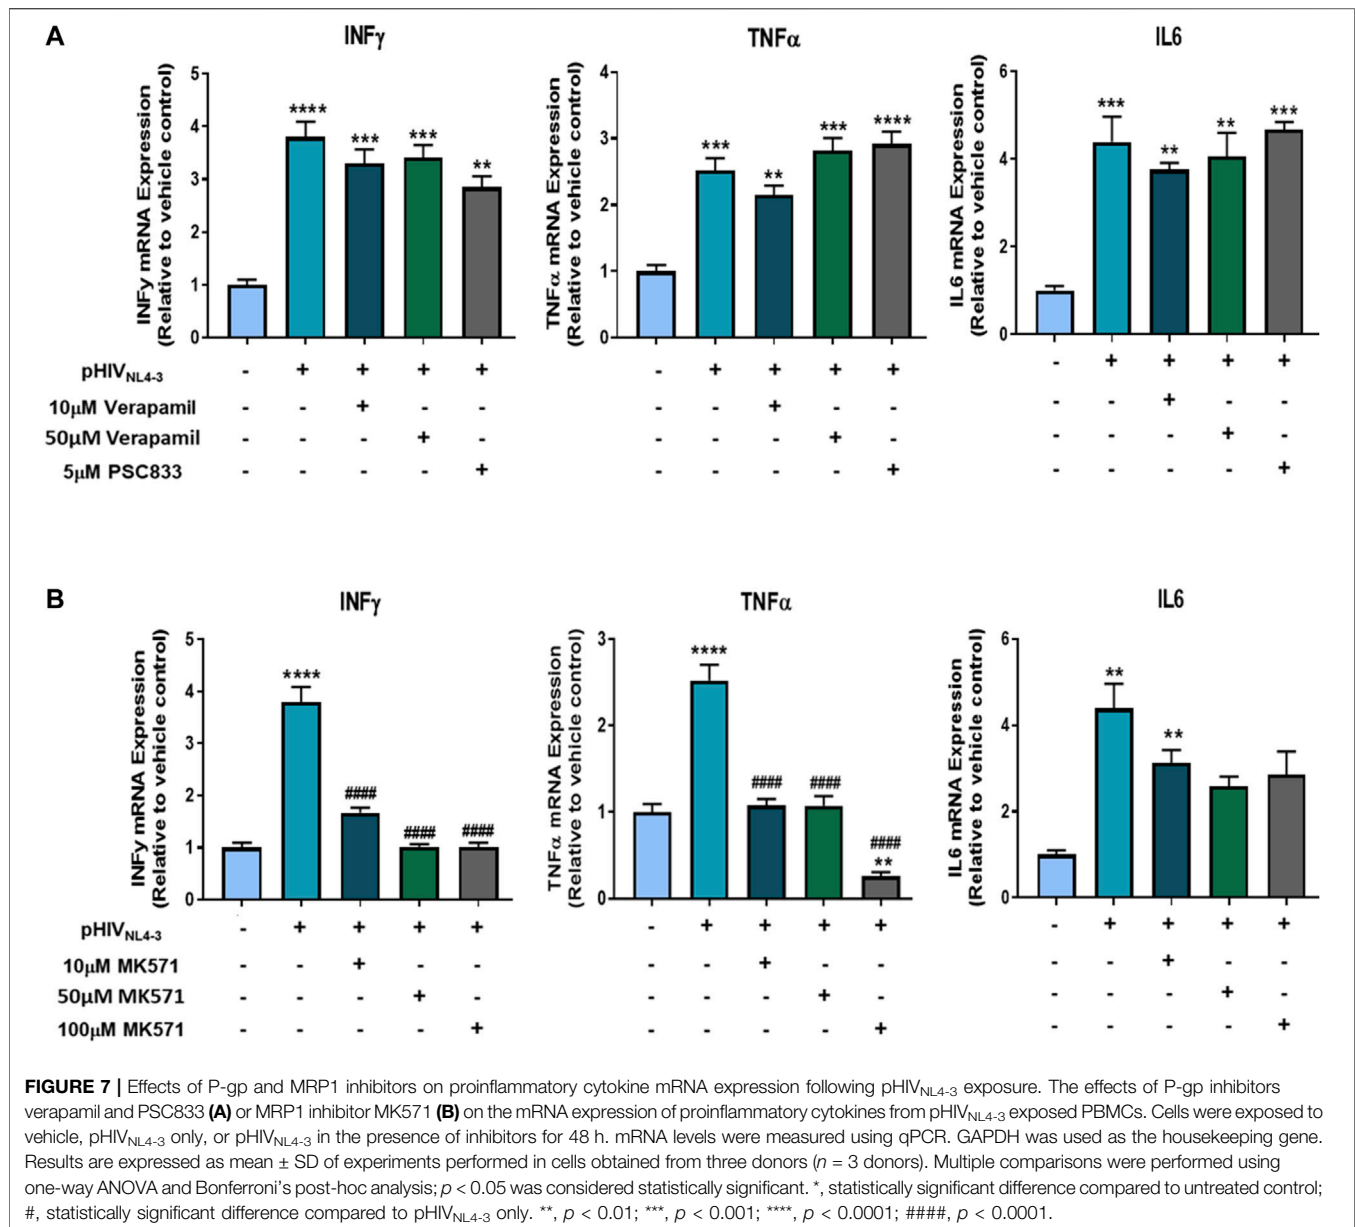 A
INFγ
TNFα
IL6
INFγ mRNA Expression
(Relative to vehicle control)
5
4
3
2
1
0
****
***
***
**
TNFα mRNA Expression
(Relative to vehicle control)
4
3
2
1
0
***
**
***
****
IL6 mRNA Expression
(Relative to vehicle control)
6
4
2
0
***
**
**
***
pHIVNL4-3 - + + + + - + + + + - + + + +
10μM Verapamil - - + - - - - + - - - - + - -
50μM Verapamil - - - + - - - - + - - - - + -
5μM PSC833 - - - - + - - - - + - - - - +
B
INFγ
TNFα
IL6
INFγ mRNA Expression
(Relative to vehicle control)
5
4
3
2
1
0
****
####
####
####
TNFα mRNA Expression
(Relative to vehicle control)
3
2
1
0
****
####
####
####
**
IL6 mRNA Expression
(Relative to vehicle control)
6
4
2
0
**
**
pHIVNL4-3 - + + + + - + + + + - + + + +
10μM MK571 - - + - - - - + - - - - + - -
50μM MK571 - - - + - - - - + - - - - + -
100μM MK571 - - - - + - - - - + - - - - +
FIGURE 7 | Effects of P-gp and MRP1 inhibitors on proinflammatory cytokine mRNA expression following pHIVNL4-3 exposure. The effects of P-gp inhibitors
verapamil and PSC833 (A) or MRP1 inhibitor MK571 (B) on the mRNA expression of proinflammatory cytokines from pHIVNL4-3 exposed PBMCs. Cells were exposed to
vehicle, pHIVNL4-3 only, or pHIVNL4-3 in the presence of inhibitors for 48 h. mRNA levels were measured using qPCR. GAPDH was used as the housekeeping gene.
Results are expressed as mean ± SD of experiments performed in cells obtained from three donors (n = 3 donors). Multiple comparisons were performed using
one-way ANOVA and Bonferroni's post-hoc analysis; p < 0.05 was considered statistically significant. *, statistically significant difference compared to untreated control;
#, statistically significant difference compared to pHIVNL4-3 only. **, p < 0.01; ***, p < 0.001; ****, p < 0.0001; ####, p < 0.0001.